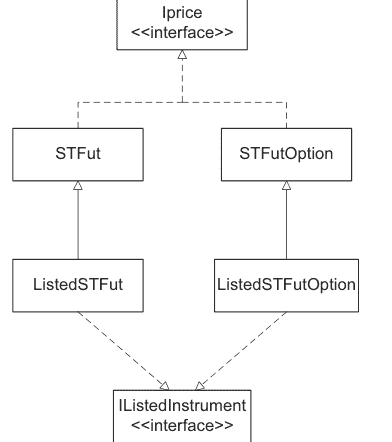 Iprice
<<interface>>
STFut
STFutOption
ListedSTFut
ListedSTFutOption
IListedInstrument
<<interface>>